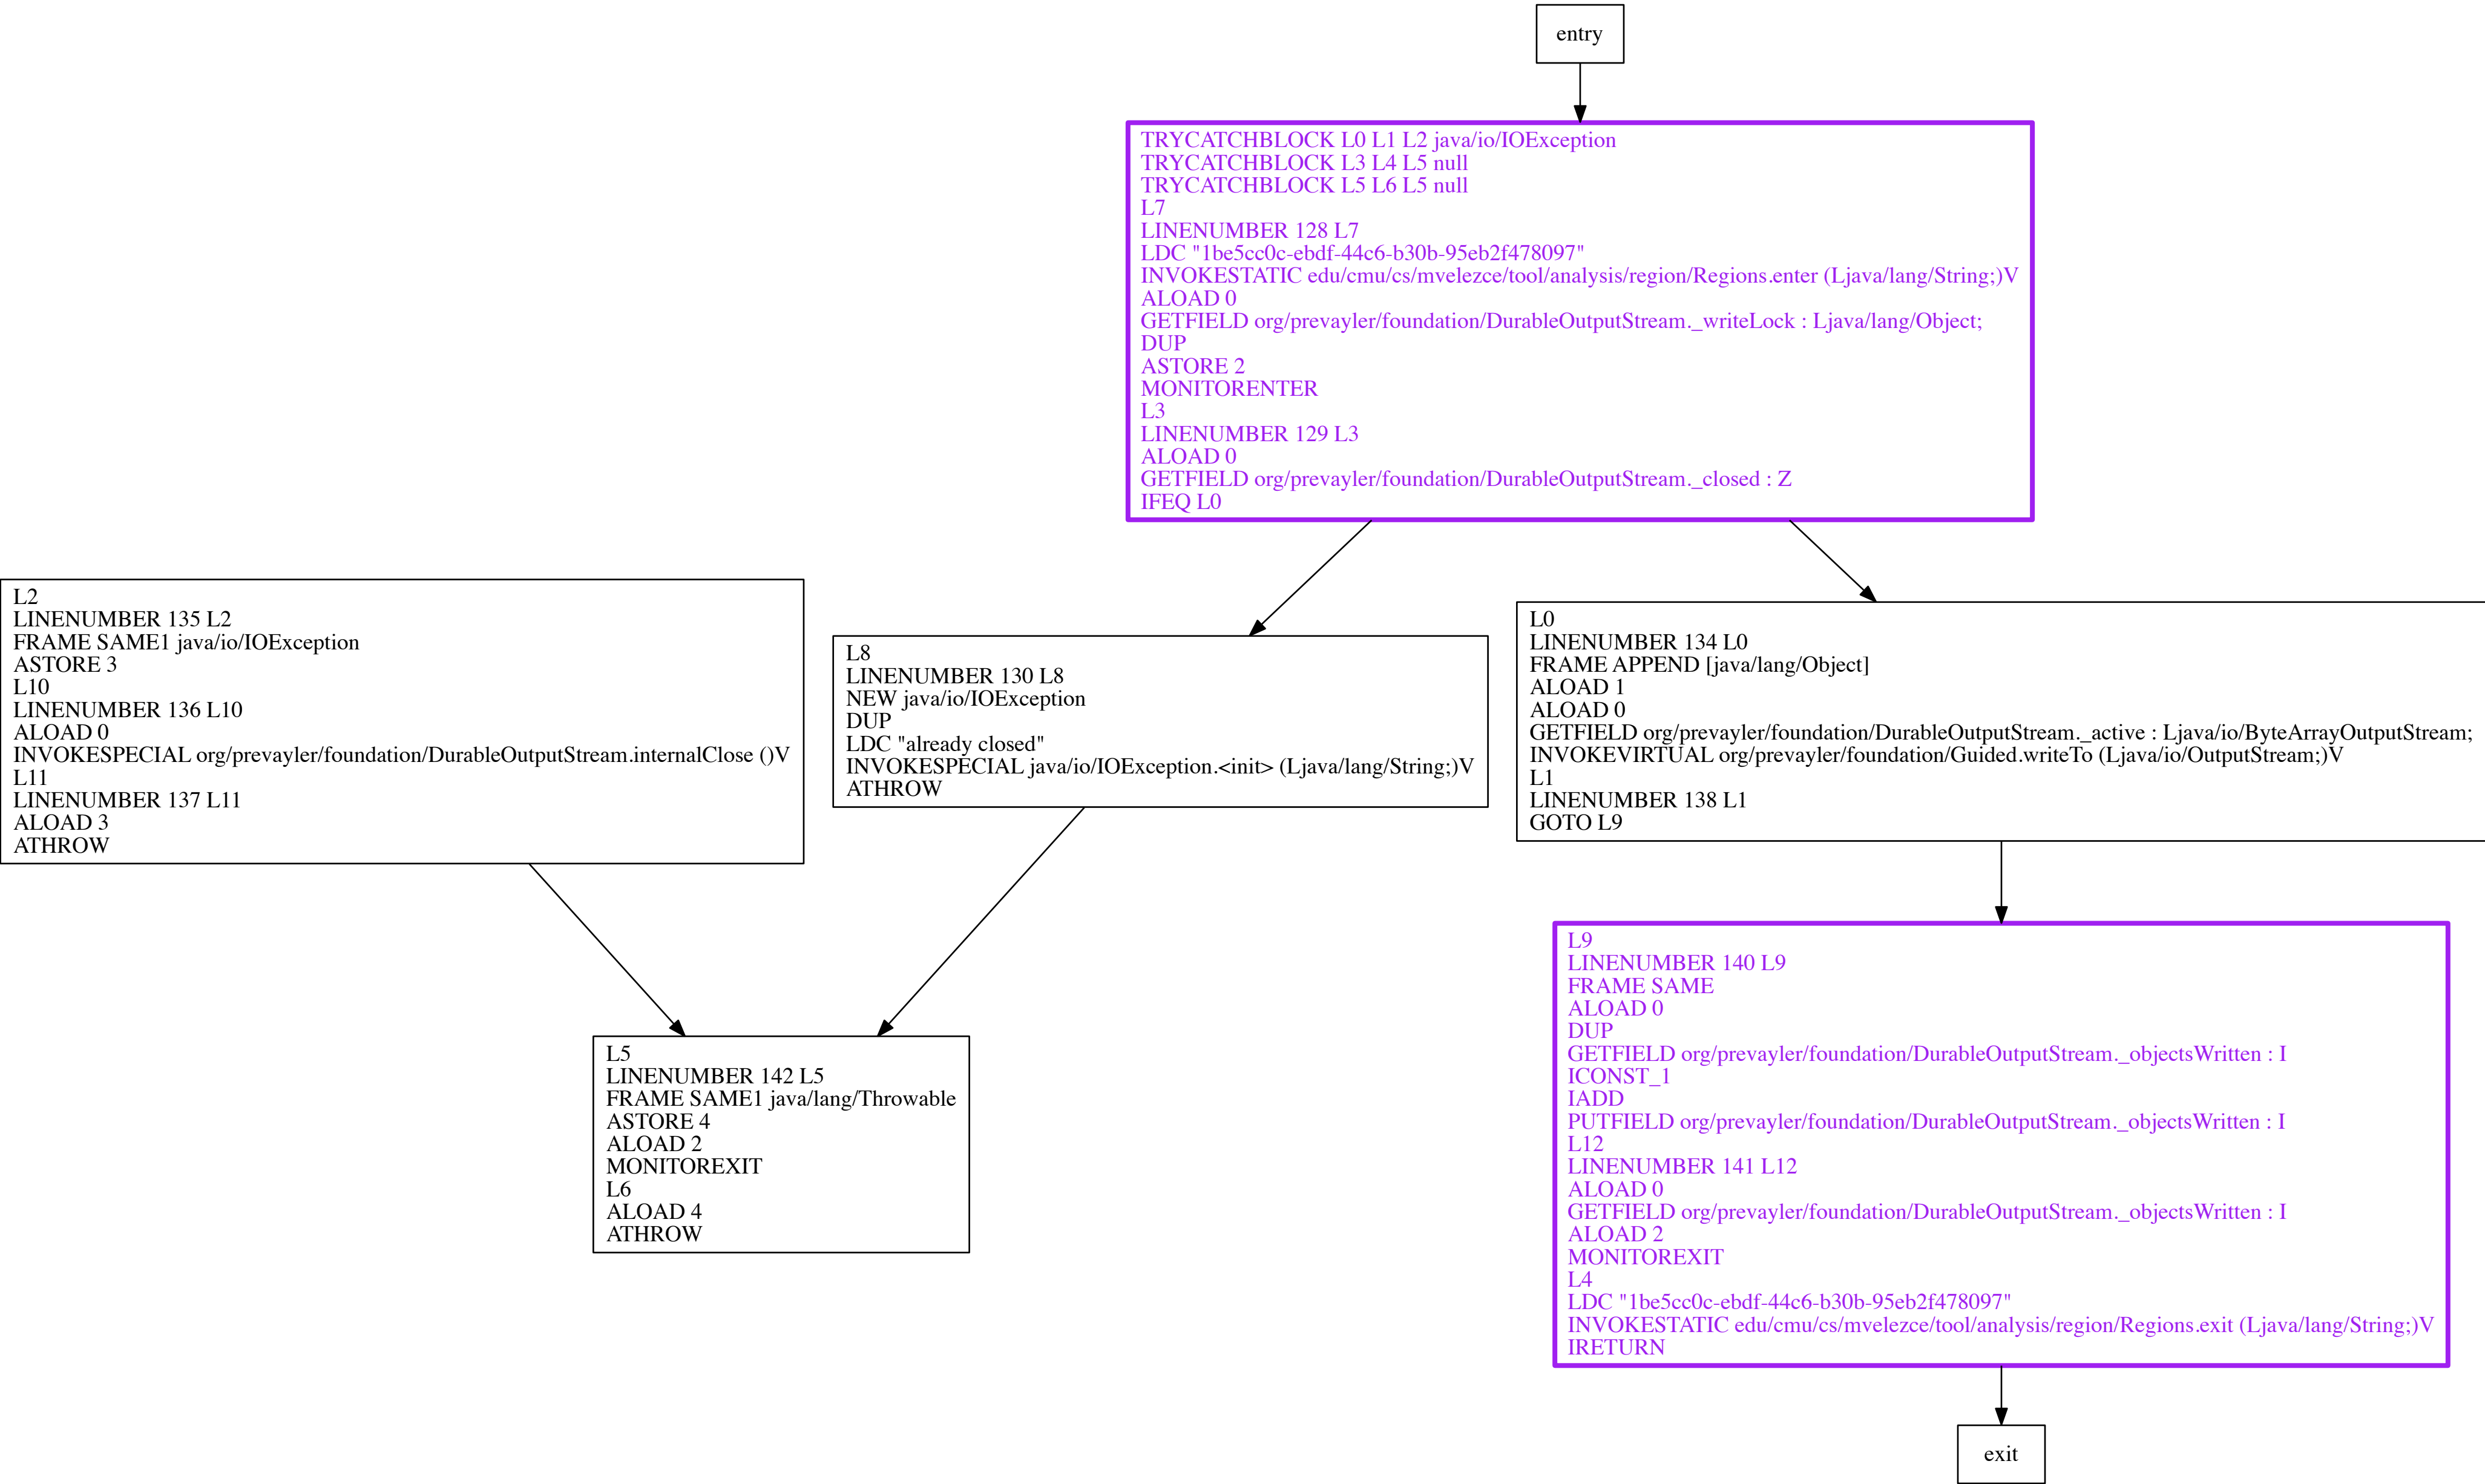 entry
TRYCATCHBLOCK L0 L1 L2 java/io/IOException
TRYCATCHBLOCK L3 L4 L5 null
TRYCATCHBLOCK L5 L6 L5 null
L7
LINENUMBER 128 L7
LDC "1be5cc0c-ebdf-44c6-b30b-95eb2f478097"
INVOKESTATIC edu/cmu/cs/mvelezce/tool/analysis/region/Regions.enter (Ljava/lang/String;)V
ALOAD 0
GETFIELD org/prevayler/foundation/DurableOutputStream._writeLock : Ljava/lang/Object;
DUP
ASTORE 2
MONITORENTER
L3
LINENUMBER 129 L3
ALOAD 0
GETFIELD org/prevayler/foundation/DurableOutputStream._closed : Z
IFEQ L0
L2
LINENUMBER 135 L2
FRAME SAME1 java/io/IOException
ASTORE 3
L10
LINENUMBER 136 L10
ALOAD 0
INVOKESPECIAL org/prevayler/foundation/DurableOutputStream.internalClose ()V
L11
LINENUMBER 137 L11
ALOAD 3
ATHROW
L8
LINENUMBER 130 L8
NEW java/io/IOException
DUP
LDC "already closed"
INVOKESPECIAL java/io/IOException.<init> (Ljava/lang/String;)V
ATHROW
L0
LINENUMBER 134 L0
FRAME APPEND [java/lang/Object]
ALOAD 1
ALOAD 0
GETFIELD org/prevayler/foundation/DurableOutputStream._active : Ljava/io/ByteArrayOutputStream;
INVOKEVIRTUAL org/prevayler/foundation/Guided.writeTo (Ljava/io/OutputStream;)V
L1
LINENUMBER 138 L1
GOTO L9
L5
LINENUMBER 142 L5
FRAME SAME1 java/lang/Throwable
ASTORE 4
ALOAD 2
MONITOREXIT
L6
ALOAD 4
ATHROW
L9
LINENUMBER 140 L9
FRAME SAME
ALOAD 0
DUP
GETFIELD org/prevayler/foundation/DurableOutputStream._objectsWritten : I
ICONST_1
IADD
PUTFIELD org/prevayler/foundation/DurableOutputStream._objectsWritten : I
L12
LINENUMBER 141 L12
ALOAD 0
GETFIELD org/prevayler/foundation/DurableOutputStream._objectsWritten : I
ALOAD 2
MONITOREXIT
L4
LDC "1be5cc0c-ebdf-44c6-b30b-95eb2f478097"
INVOKESTATIC edu/cmu/cs/mvelezce/tool/analysis/region/Regions.exit (Ljava/lang/String;)V
IRETURN
exit